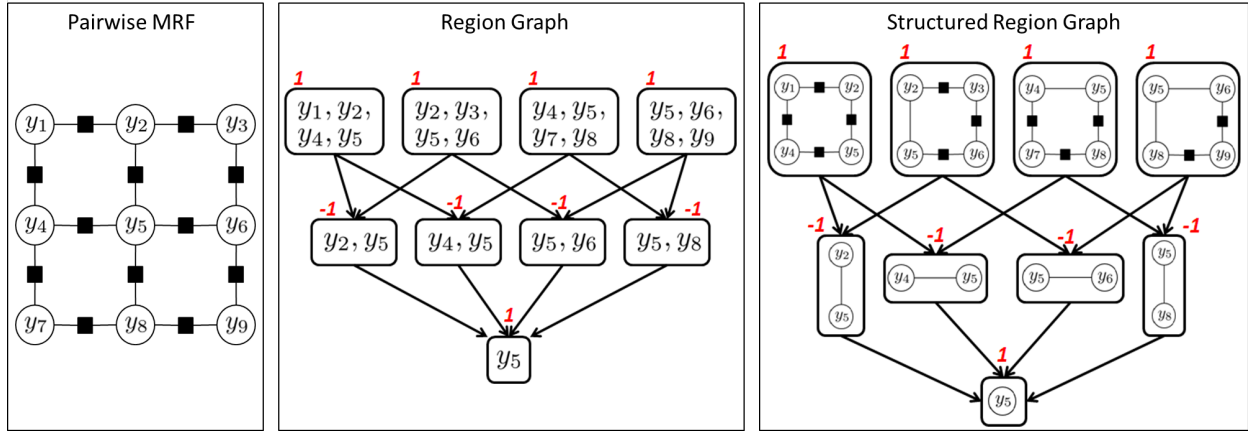 Pairwise MRF
y₁ y₂ y₃
y₄ y₅ y₆
y₇ y₈ y₉
Region Graph
1 1 1 1
y₁, y₂,
y₄, y₅
y₂, y₃,
y₅, y₆
y₄, y₅,
y₇, y₈
y₅, y₆,
y₈, y₉
-1 -1 -1 -1
y₂, y₅
y₄, y₅
y₅, y₆
y₅, y₈
1
y₅
Structured Region Graph
1 1 1 1
y₁ y₂
y₄ y₅
y₂ y₃
y₅ y₆
y₄ y₅
y₇ y₈
y₅ y₆
y₈ y₉
-1 -1 -1 -1
y₂
y₅
y₄ y₅
y₅ y₆
y₅
y₈
1
y₅